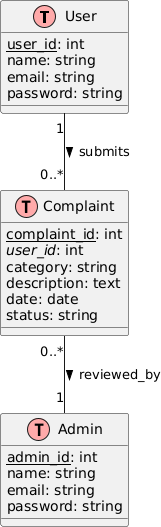 T User
user_id: int
name: string
email: string
password: string
1
submits
0..*
T Complaint
complaint_id: int
user_id: int
category: string
description: text
date: date
status: string
0..*
reviewed_by
1
T Admin
admin_id: int
name: string
email: string
password: string